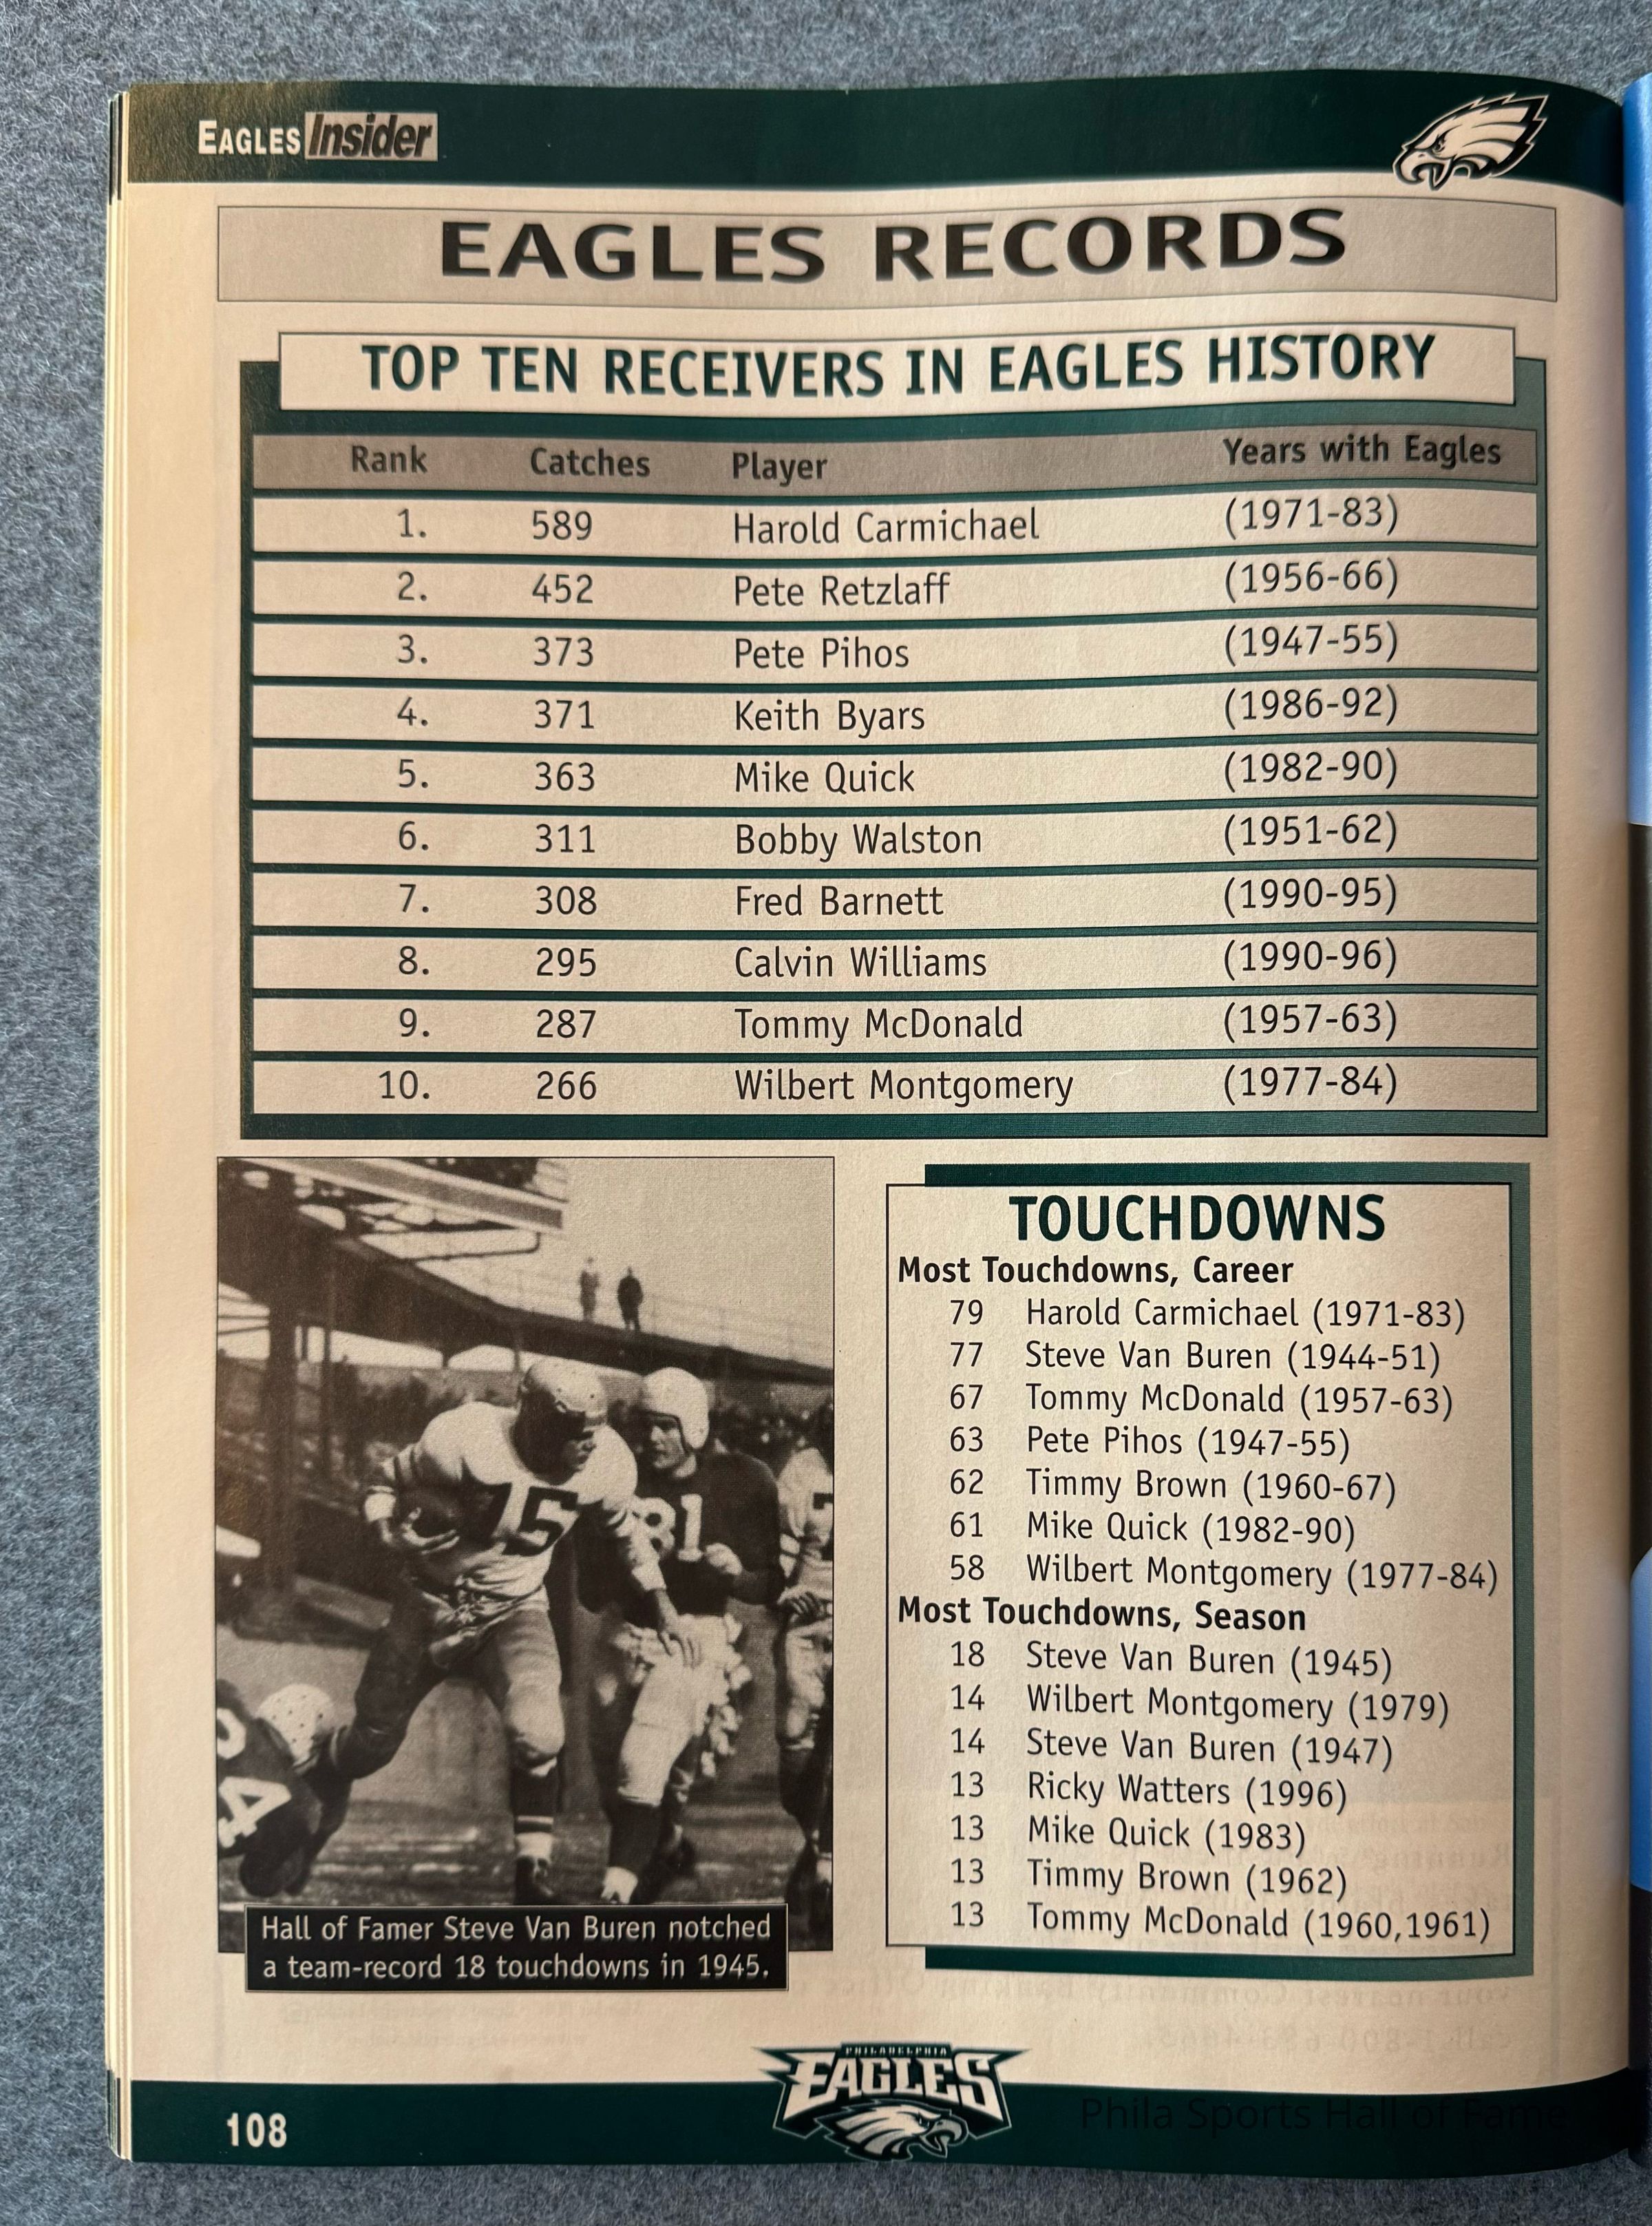 EAGLES Insider
EAGLES RECORDS
TOP TEN RECEIVERS IN EAGLES HISTORY
Rank Catches Player Years with Eagles
1. 589 Harold Carmichael (1971-83)
2. 452 Pete Retzlaff (1956-66)
3. 373 Pete Pihos (1947-55)
4. 371 Keith Byars (1986-92)
5. 363 Mike Quick (1982-90)
6. 311 Bobby Walston (1951-62)
7. 308 Fred Barnett (1990-95)
8. 295 Calvin Williams (1990-96)
9. 287 Tommy McDonald (1957-63)
10. 266 Wilbert Montgomery (1977-84)
15
81
24
Hall of Famer Steve Van Buren notched
a team-record 18 touchdowns in 1945.
TOUCHDOWNS
Most Touchdowns, Career
79 Harold Carmichael (1971-83)
77 Steve Van Buren (1944-51)
67 Tommy McDonald (1957-63)
63 Pete Pihos (1947-55)
62 Timmy Brown (1960-67)
61 Mike Quick (1982-90)
58 Wilbert Montgomery (1977-84)
Most Touchdowns, Season
18 Steve Van Buren (1945)
14 Wilbert Montgomery (1979)
14 Steve Van Buren (1947)
13 Ricky Watters (1996)
13 Mike Quick (1983)
13 Timmy Brown (1962)
13 Tommy McDonald (1960,1961)
PHILADELPHIA
EAGLES
108
Phila Sports Hall of Fame